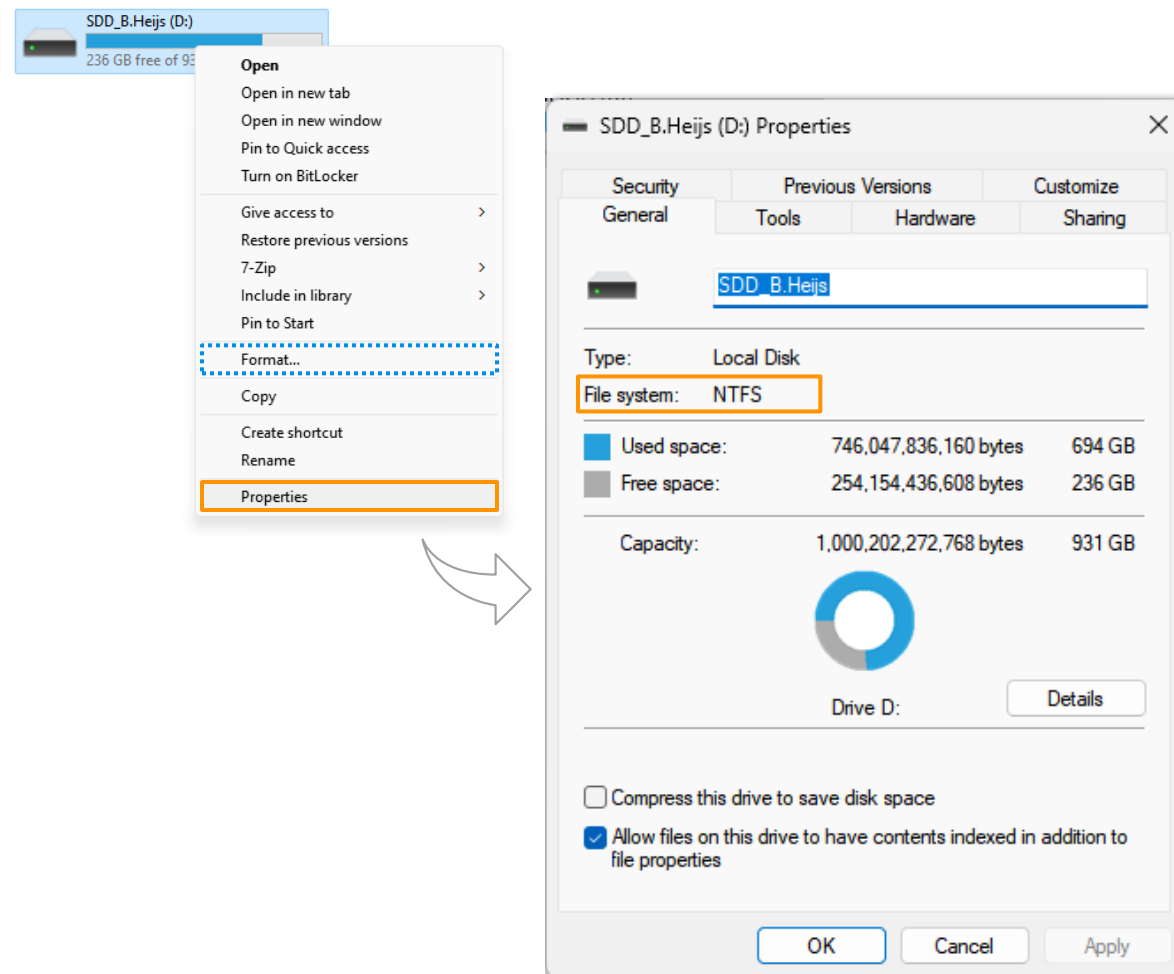 SDD_B.Heijs (D:)
236 GB free of 93
Open
Open in new tab
Open in new window
Pin to Quick access
Turn on BitLocker
Give access to
Restore previous versions
7-Zip
Include in library
Pin to Start
Format...
Copy
Create shortcut
Rename
Properties
SDD_B.Heijs (D:) Properties
Security Previous Versions Customize
General Tools Hardware Sharing
SDD_B.Heijs
Type: Local Disk
File system: NTFS
Used space: 746,047,836,160 bytes 694 GB
Free space: 254,154,436,608 bytes 236 GB
Capacity: 1,000,202,272,768 bytes 931 GB
Drive D:
Details
Compress this drive to save disk space
Allow files on this drive to have contents indexed in addition to
file properties
OK Cancel Apply